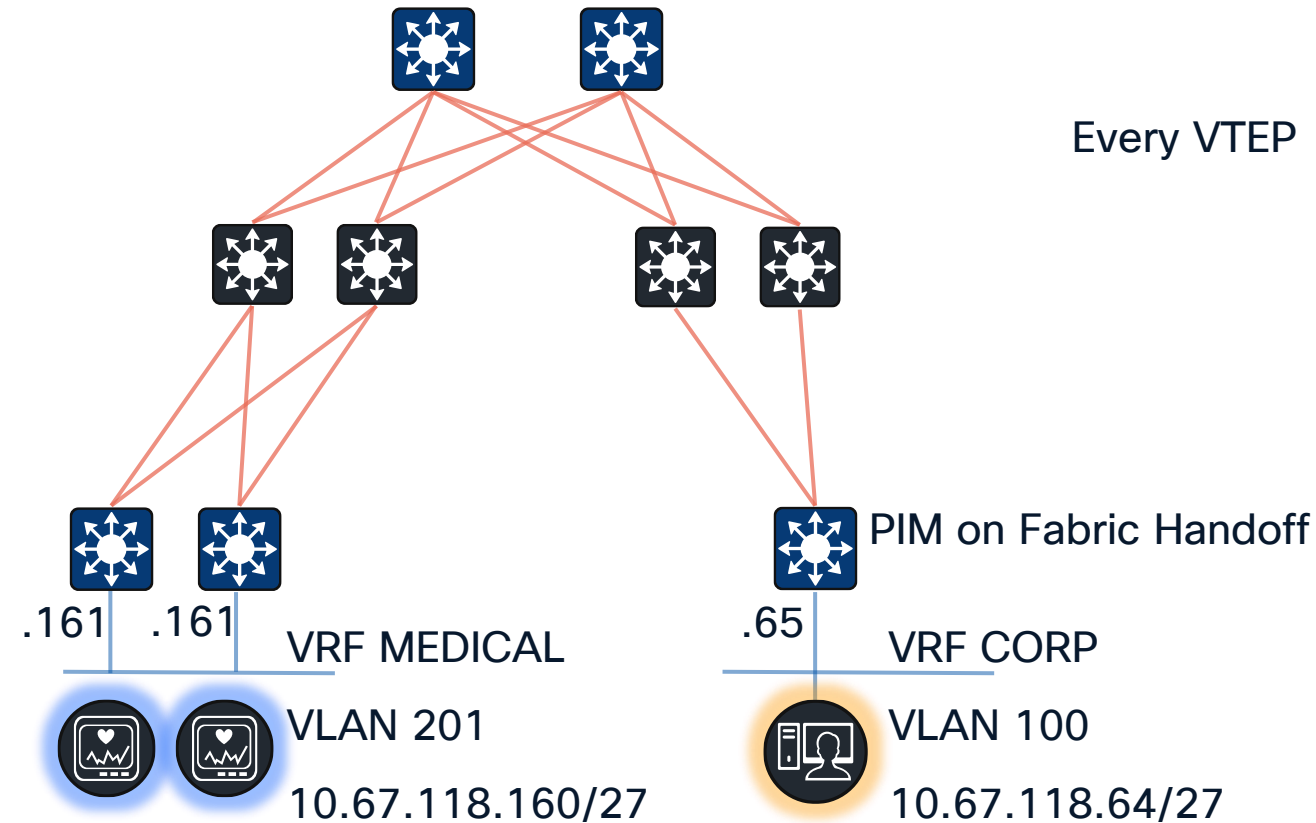 Every VTEP
PIM on Fabric Handoff
.161
.161
VRF MEDICAL
VLAN 201
10.67.118.160/27
.65
VRF CORP
VLAN 100
10.67.118.64/27